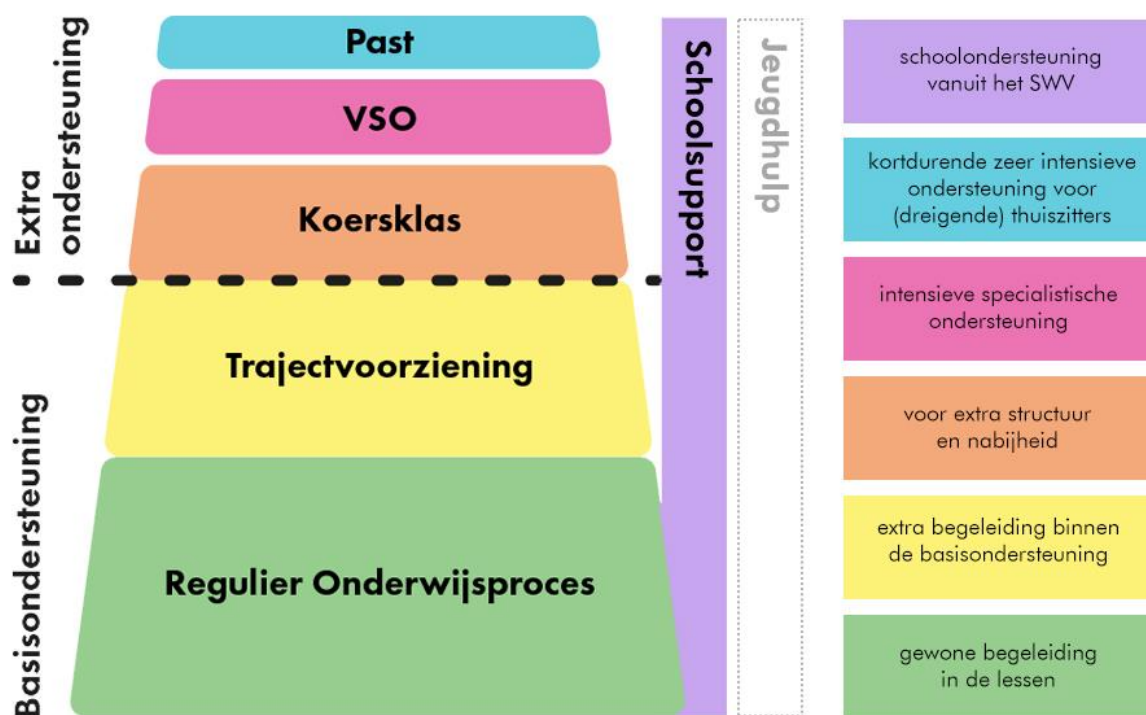 Extra
ondersteuning
Basisondersteuning
Past
VSO
Koersklas
Trajectvoorziening
Regulier Onderwijsproces
Schoolsupport
Jeugdhulp
schoolondersteuning
vanuit het SWV
kortdurende zeer intensieve
ondersteuning voor
(dreigende) thuiszitters
intensieve specialistische
ondersteuning
voor extra structuur
en nabijheid
extra begeleiding binnen
de basisondersteuning
gewone begeleiding
in de lessen